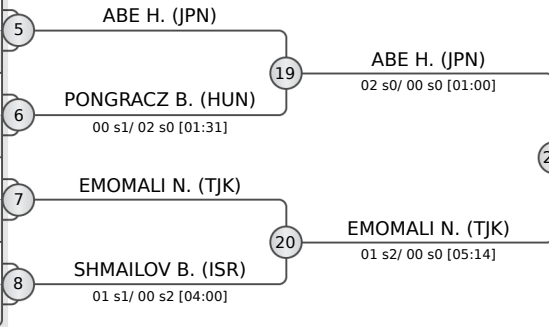 ABE H. (JPN)
5
19
ABE H. (JPN)
02 s0/ 00 s0 [01:00]
PONGRACZ B. (HUN)
6
00 s1/ 02 s0 [01:31]
EMOMALI N. (TJK)
7
20
EMOMALI N. (TJK)
01 s2/ 00 s0 [05:14]
SHMAILOV B. (ISR)
8
01 s1/ 00 s2 [04:00]